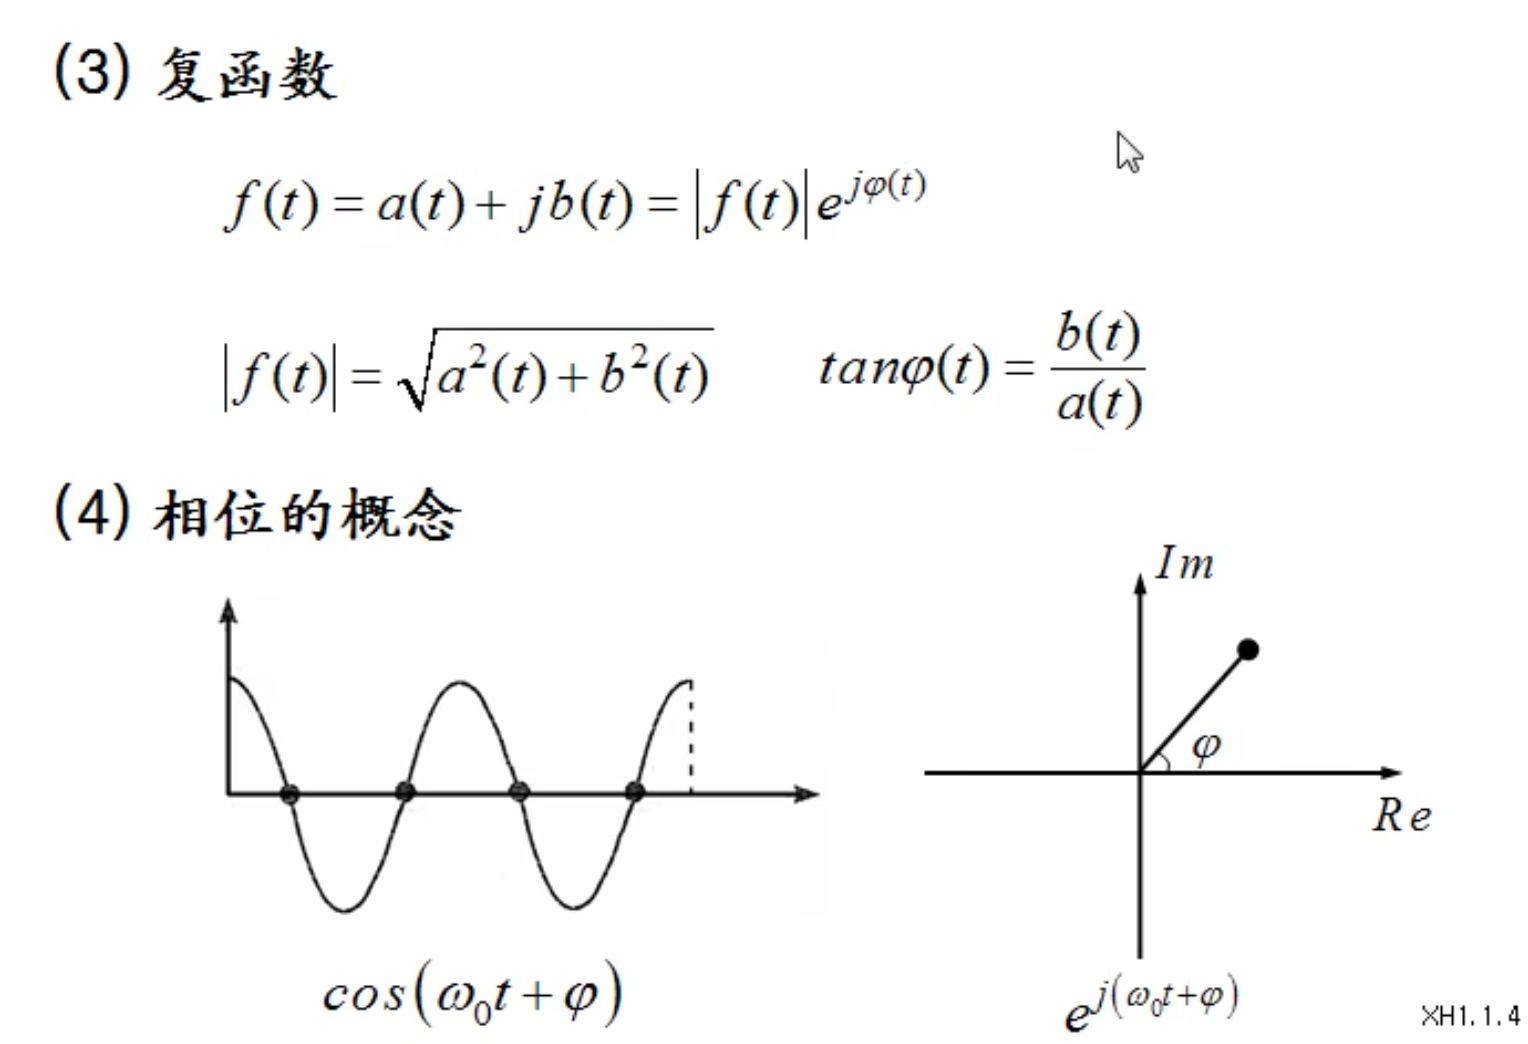 (3) 复函数
f(t) = a(t) + jb(t) = |f(t)| e^{jφ(t)}
|f(t)| = √(a²(t) + b²(t))    tanφ(t) = b(t)/a(t)
(4) 相位的概念
Im
φ
Re
cos(ω₀t + φ)
e^{j(ω₀t+φ)}
XH1.1.4